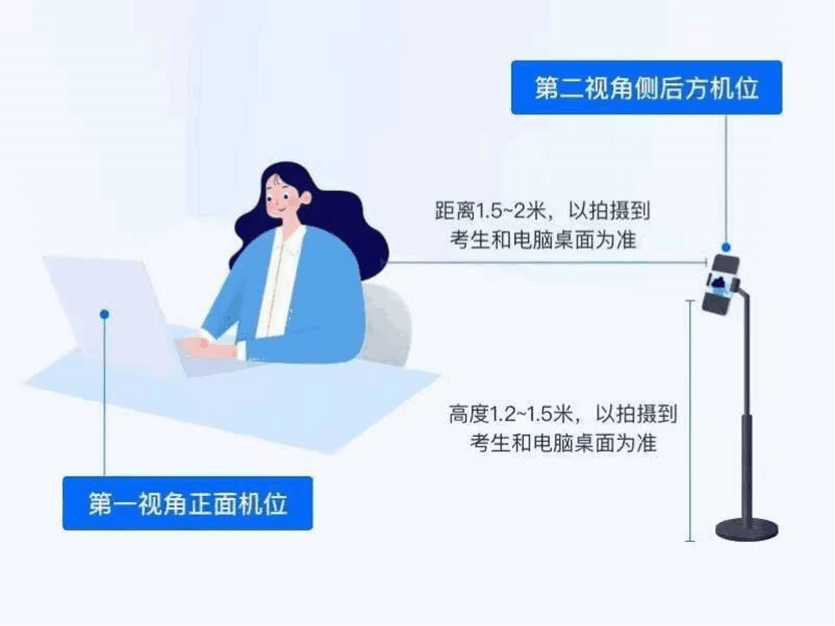 第二视角侧后方机位
距离1.5~2米，以拍摄到
考生和电脑桌面为准
高度1.2~1.5米，以拍摄到
考生和电脑桌面为准
第一视角正面机位